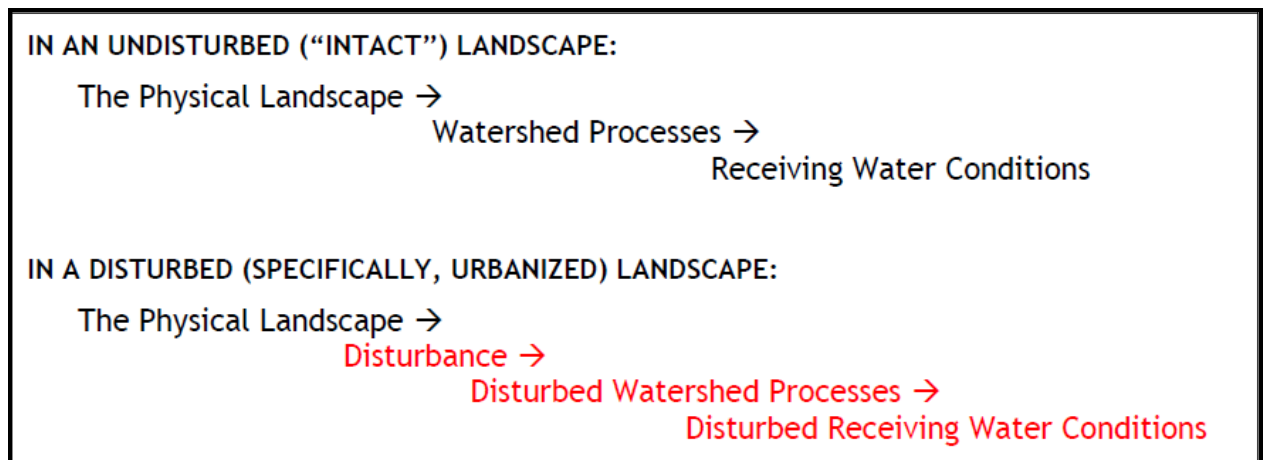 IN AN UNDISTURBED (“INTACT”) LANDSCAPE:
The Physical Landscape →
Watershed Processes →
Receiving Water Conditions
IN A DISTURBED (SPECIFICALLY, URBANIZED) LANDSCAPE:
The Physical Landscape →
Disturbance →
Disturbed Watershed Processes →
Disturbed Receiving Water Conditions